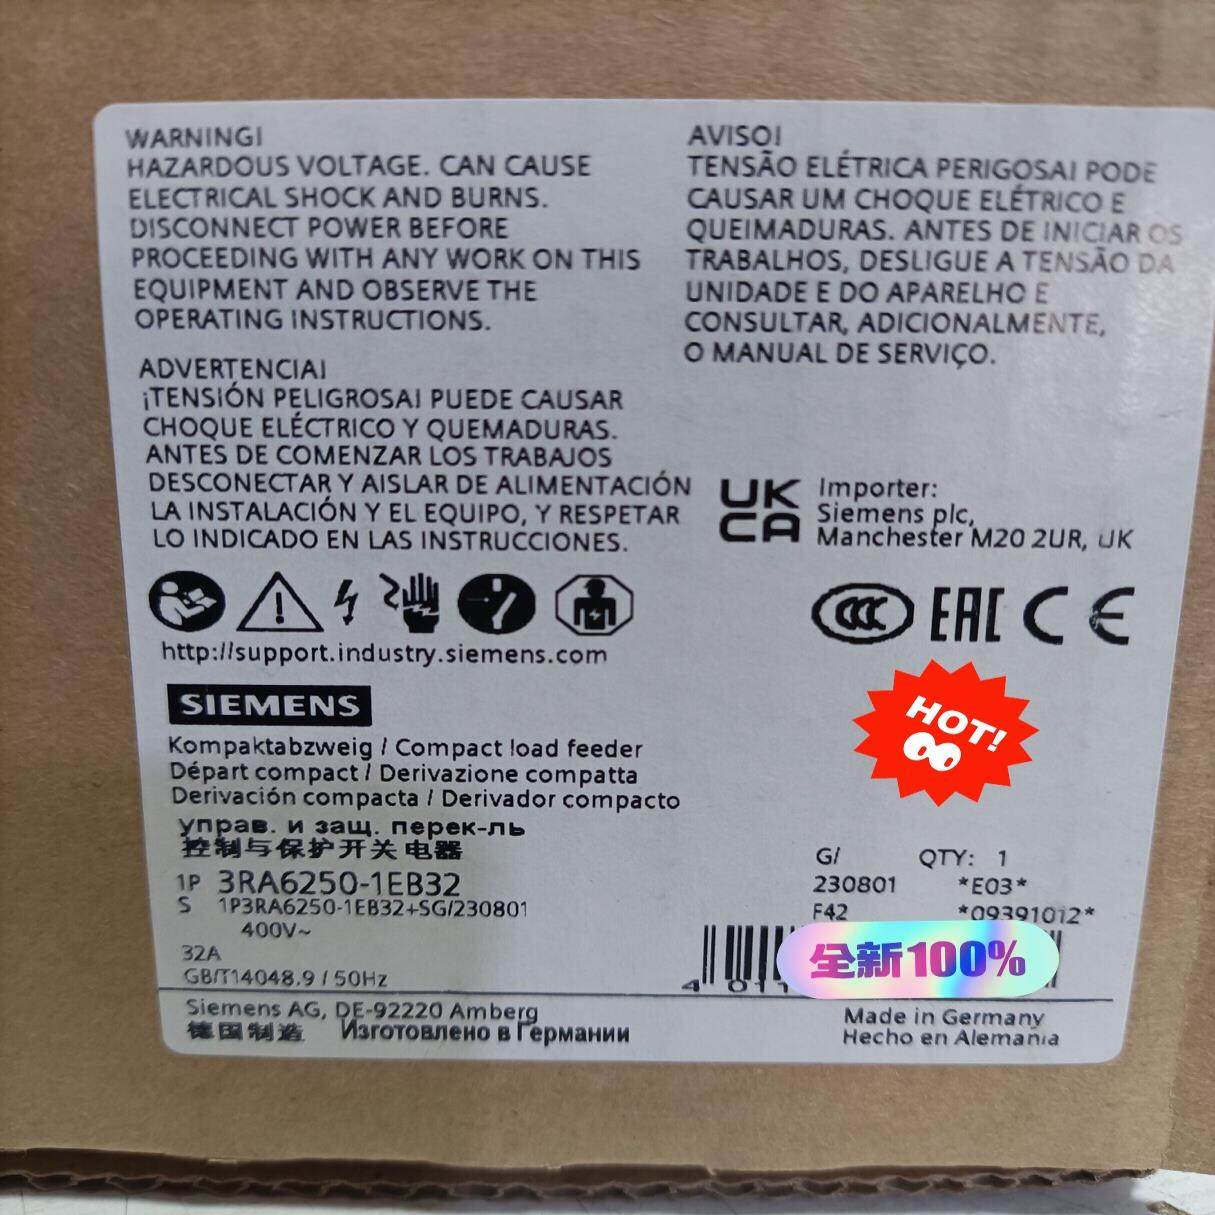 WARNING!
HAZARDOUS VOLTAGE. CAN CAUSE
ELECTRICAL SHOCK AND BURNS.
DISCONNECT POWER BEFORE
PROCEEDING WITH ANY WORK ON THIS
EQUIPMENT AND OBSERVE THE
OPERATING INSTRUCTIONS.
ADVERTENCIA!
¡TENSIÓN PELIGROSA! PUEDE CAUSAR
CHOQUE ELÉCTRICO Y QUEMADURAS.
ANTES DE COMENZAR LOS TRABAJOS
DESCONECTAR Y AISLAR DE ALIMENTACIÓN
LA INSTALACIÓN Y EL EQUIPO, Y RESPETAR
LO INDICADO EN LAS INSTRUCCIONES.
AVISO!
TENSÃO ELÉTRICA PERIGOSA! PODE
CAUSAR UM CHOQUE ELÉTRICO E
QUEIMADURAS. ANTES DE INICIAR OS
TRABALHOS, DESLIGUE A TENSÃO DA
UNIDADE E DO APARELHO E
CONSULTAR, ADICIONALMENTE,
O MANUAL DE SERVIÇO.
UK
CA
Importer:
Siemens plc,
Manchester M20 2UR, UK
CCC EAC CE
http://support.industry.siemens.com
SIEMENS
HOT!
Kompaktabzweig / Compact load feeder
Départ compact / Derivazione compatta
Derivación compacta / Derivador compacto
управ. и защ. перек-ль
控制与保护开关电器
1P 3RA6250-1EB32
S 1P3RA6250-1EB32+SG/230801
400V~
32A
GB/T14048.9 / 50Hz
G/ QTY: 1
230801 *E03*
F42 *09391012*
全新100%
4 011
Siemens AG, DE-92220 Amberg
德国制造 Изготовлено в Германии
Made in Germany
Hecho en Alemania